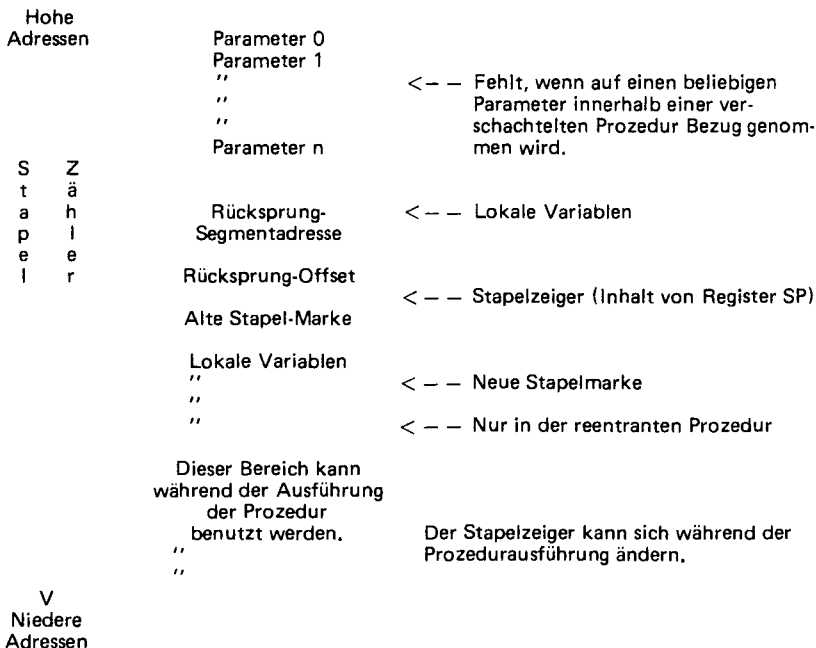 Hohe
Adressen
Parameter 0
Parameter 1
''
<-- Fehlt, wenn auf einen beliebigen
''
Parameter innerhalb einer ver-
''
schachtelten Prozedur Bezug genom-
Parameter n
men wird.
Stapel Zähler
Rücksprung-
<-- Lokale Variablen
Segmentadresse
Rücksprung-Offset
<-- Stapelzeiger (Inhalt von Register SP)
Alte Stapel-Marke
Lokale Variablen
''
<-- Neue Stapelmarke
''
''
<-- Nur in der reentranten Prozedur
Dieser Bereich kann
während der Ausführung
der Prozedur
benutzt werden.
''
''
Der Stapelzeiger kann sich während der
Prozedurausführung ändern.
V
Niedere
Adressen